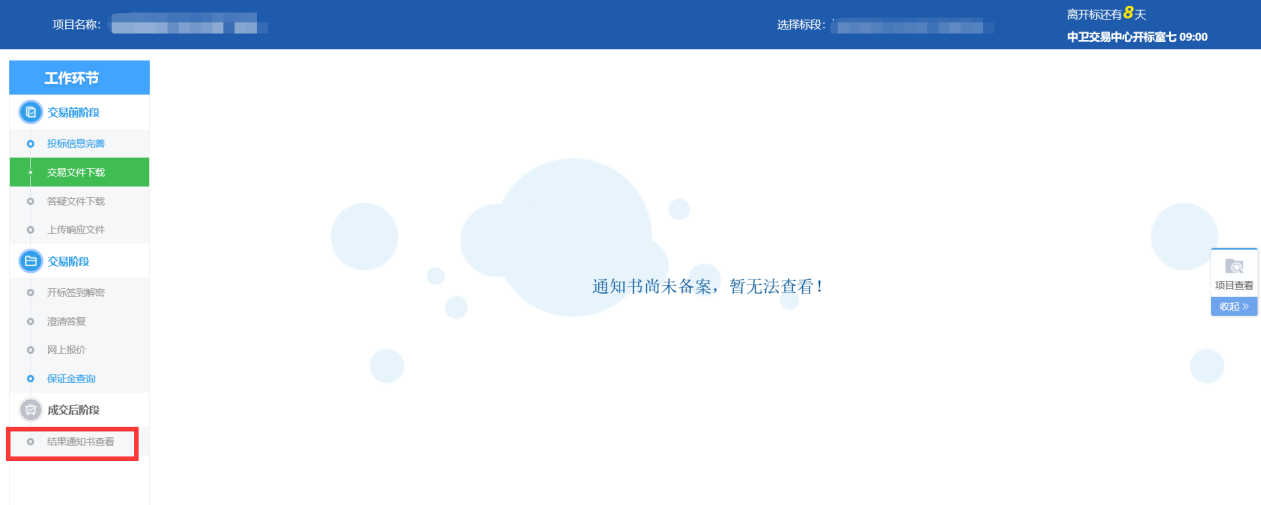 项目名称：
选择标段：
离开标还有8天
中卫交易中心开标室七 09:00
工作环节
交易前阶段
投标信息完善
交易文件下载
答疑文件下载
上传响应文件
交易阶段
开标签到解密
澄清答复
网上报价
保证金查询
成交后阶段
结果通知书查看
通知书尚未备案，暂无法查看！
项目查看
收起 »